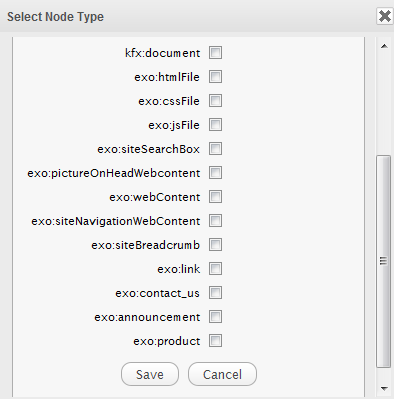 Select Node Type
kfx:document
exo:htmlFile
exo:cssFile
exo:jsFile
exo:siteSearchBox
exo:pictureOnHeadWebcontent
exo:webContent
exo:siteNavigationWebContent
exo:siteBreadcrumb
exo:link
exo:contact_us
exo:announcement
exo:product
Save Cancel